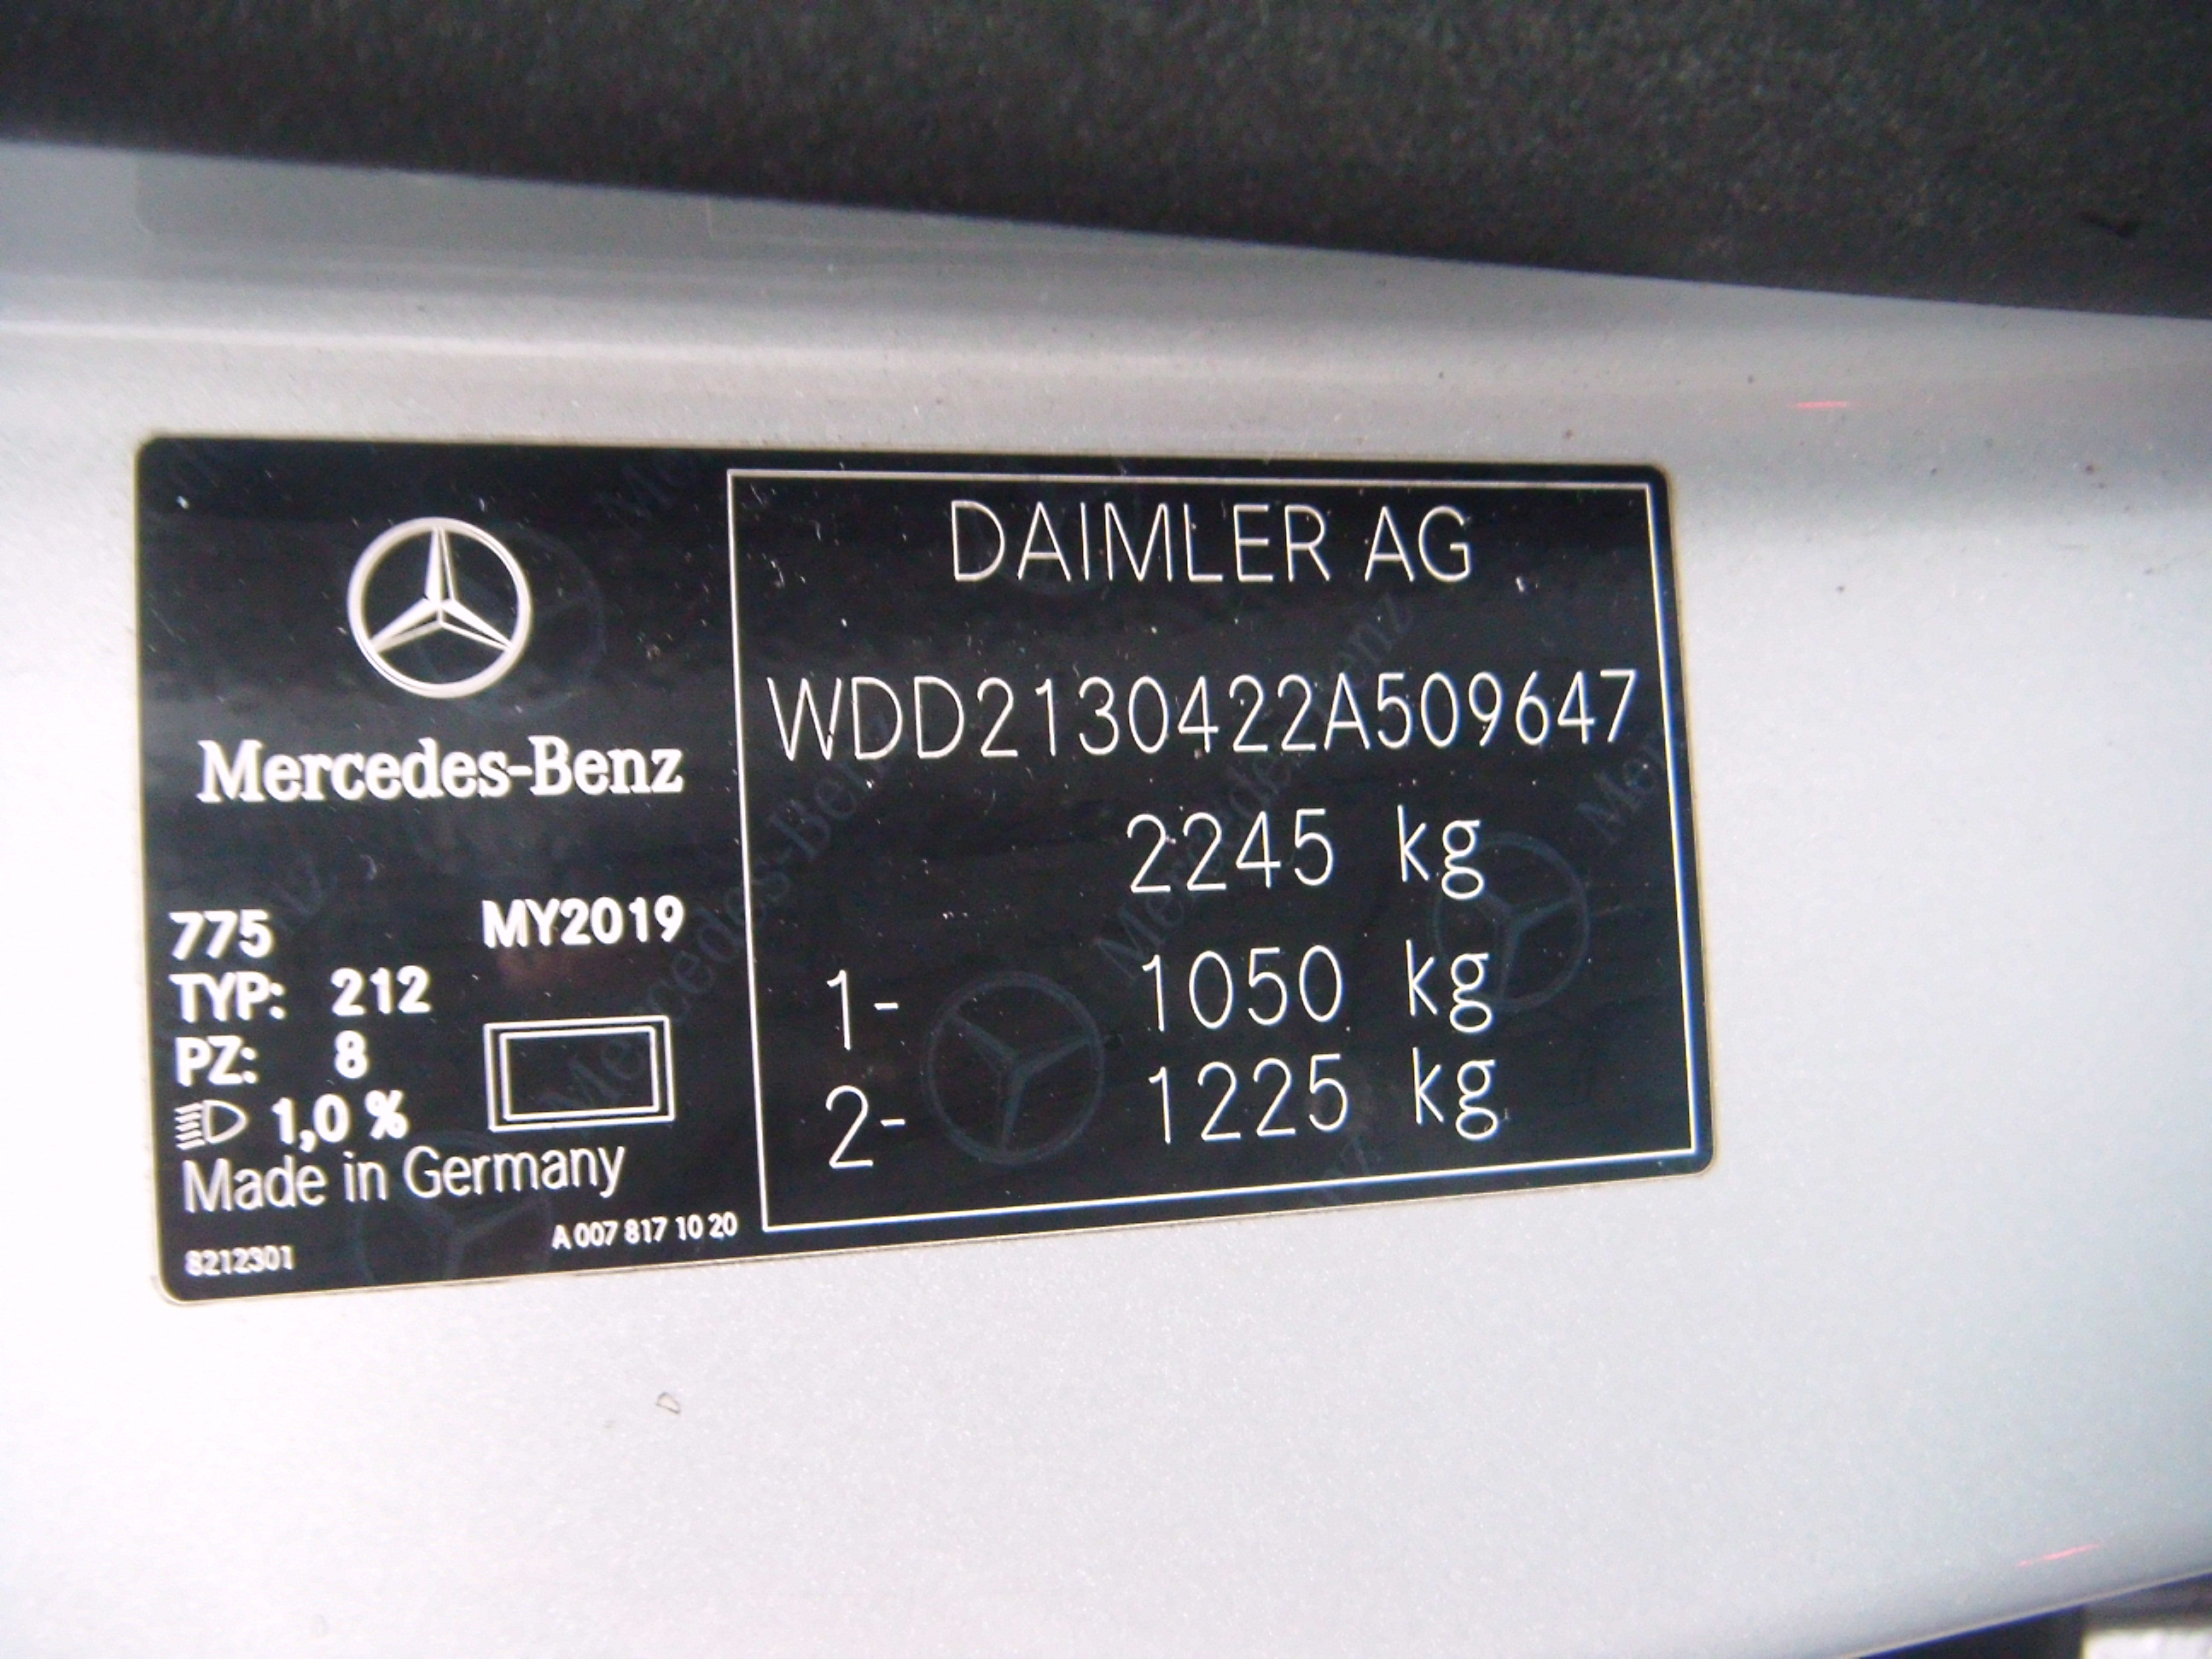 Mercedes-Benz
775 MY2019
TYP: 212
PZ: 8
1,0 %
Made in Germany
A 007 817 10 20
8212301
DAIMLER AG
WDD2130422A509647
2245 kg
1- 1050 kg
2- 1225 kg